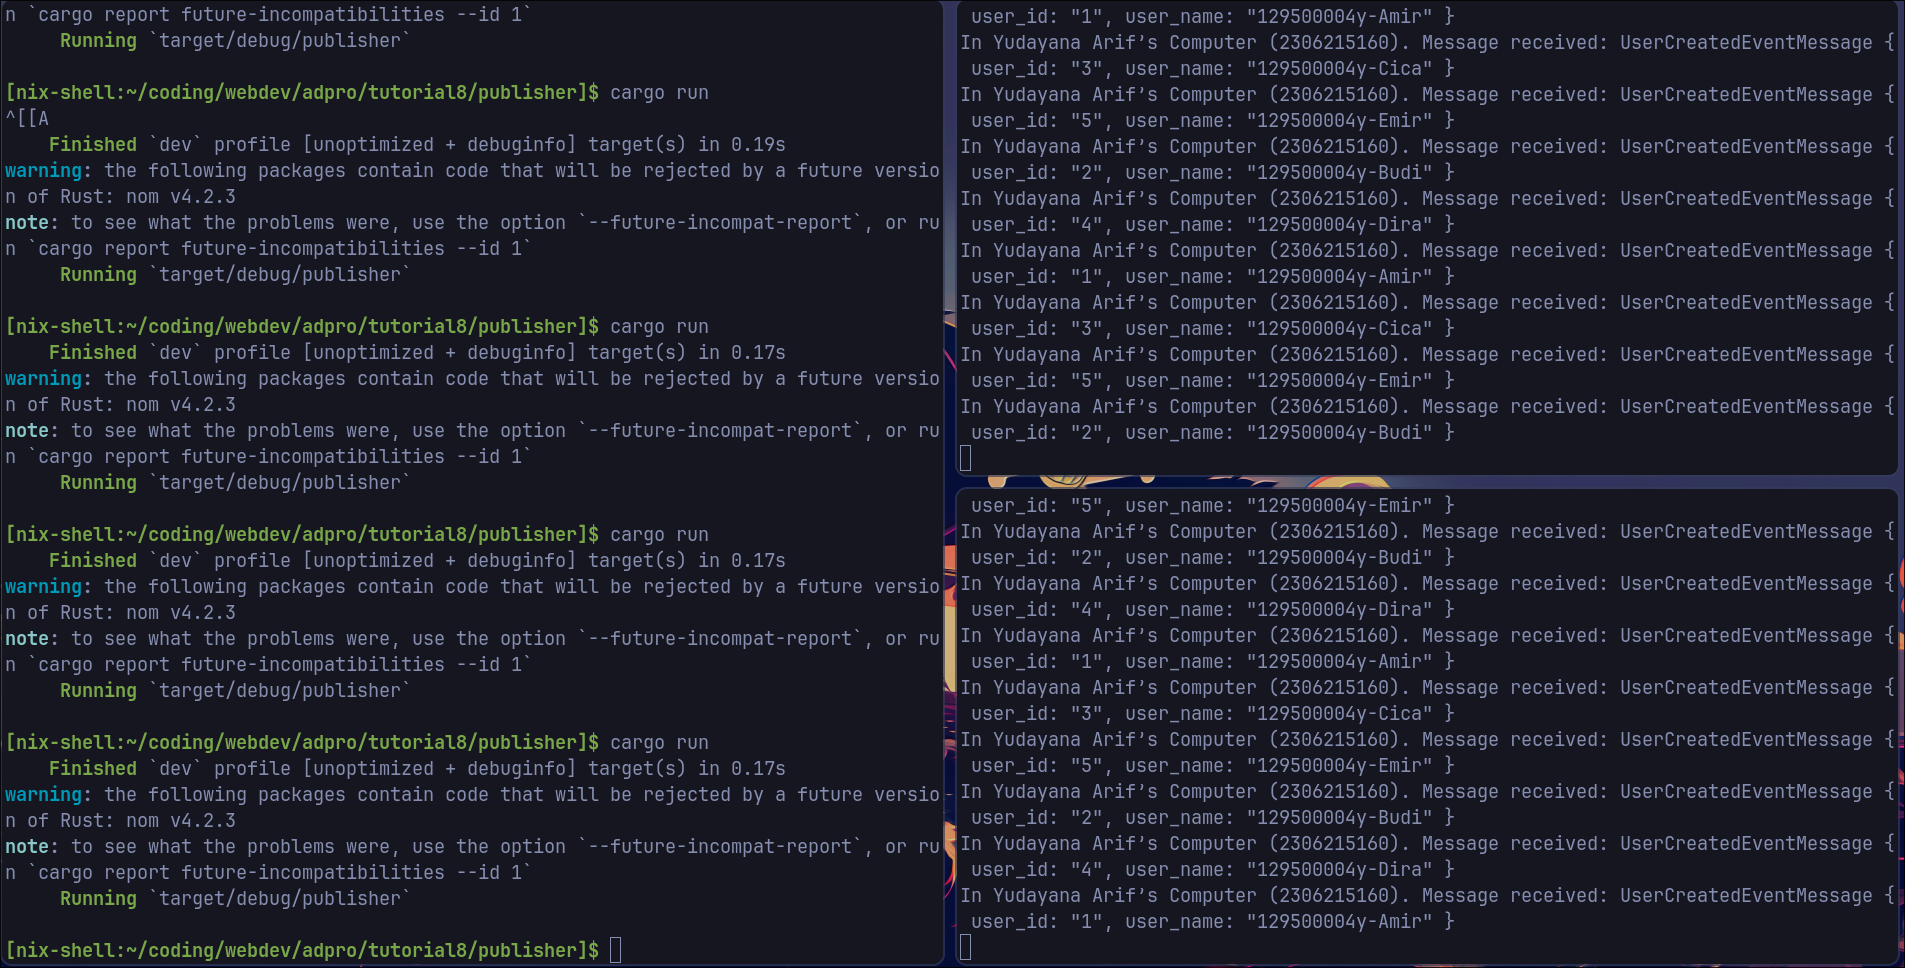 n `cargo report future-incompatibilities --id 1`
     Running `target/debug/publisher`

[nix-shell:~/coding/webdev/adpro/tutorial8/publisher]$ cargo run
^[[A
    Finished `dev` profile [unoptimized + debuginfo] target(s) in 0.19s
warning: the following packages contain code that will be rejected by a future versio
n of Rust: nom v4.2.3
note: to see what the problems were, use the option `--future-incompat-report`, or ru
n `cargo report future-incompatibilities --id 1`
     Running `target/debug/publisher`

[nix-shell:~/coding/webdev/adpro/tutorial8/publisher]$ cargo run
    Finished `dev` profile [unoptimized + debuginfo] target(s) in 0.17s
warning: the following packages contain code that will be rejected by a future versio
n of Rust: nom v4.2.3
note: to see what the problems were, use the option `--future-incompat-report`, or ru
n `cargo report future-incompatibilities --id 1`
     Running `target/debug/publisher`

[nix-shell:~/coding/webdev/adpro/tutorial8/publisher]$ cargo run
    Finished `dev` profile [unoptimized + debuginfo] target(s) in 0.17s
warning: the following packages contain code that will be rejected by a future versio
n of Rust: nom v4.2.3
note: to see what the problems were, use the option `--future-incompat-report`, or ru
n `cargo report future-incompatibilities --id 1`
     Running `target/debug/publisher`

[nix-shell:~/coding/webdev/adpro/tutorial8/publisher]$ cargo run
    Finished `dev` profile [unoptimized + debuginfo] target(s) in 0.17s
warning: the following packages contain code that will be rejected by a future versio
n of Rust: nom v4.2.3
note: to see what the problems were, use the option `--future-incompat-report`, or ru
n `cargo report future-incompatibilities --id 1`
     Running `target/debug/publisher`

[nix-shell:~/coding/webdev/adpro/tutorial8/publisher]$
 user_id: "1", user_name: "129500004y-Amir" }
In Yudayana Arif’s Computer (2306215160). Message received: UserCreatedEventMessage {
 user_id: "3", user_name: "129500004y-Cica" }
In Yudayana Arif’s Computer (2306215160). Message received: UserCreatedEventMessage {
 user_id: "5", user_name: "129500004y-Emir" }
In Yudayana Arif’s Computer (2306215160). Message received: UserCreatedEventMessage {
 user_id: "2", user_name: "129500004y-Budi" }
In Yudayana Arif’s Computer (2306215160). Message received: UserCreatedEventMessage {
 user_id: "4", user_name: "129500004y-Dira" }
In Yudayana Arif’s Computer (2306215160). Message received: UserCreatedEventMessage {
 user_id: "1", user_name: "129500004y-Amir" }
In Yudayana Arif’s Computer (2306215160). Message received: UserCreatedEventMessage {
 user_id: "3", user_name: "129500004y-Cica" }
In Yudayana Arif’s Computer (2306215160). Message received: UserCreatedEventMessage {
 user_id: "5", user_name: "129500004y-Emir" }
In Yudayana Arif’s Computer (2306215160). Message received: UserCreatedEventMessage {
 user_id: "2", user_name: "129500004y-Budi" }
 user_id: "5", user_name: "129500004y-Emir" }
In Yudayana Arif’s Computer (2306215160). Message received: UserCreatedEventMessage {
 user_id: "2", user_name: "129500004y-Budi" }
In Yudayana Arif’s Computer (2306215160). Message received: UserCreatedEventMessage {
 user_id: "4", user_name: "129500004y-Dira" }
In Yudayana Arif’s Computer (2306215160). Message received: UserCreatedEventMessage {
 user_id: "1", user_name: "129500004y-Amir" }
In Yudayana Arif’s Computer (2306215160). Message received: UserCreatedEventMessage {
 user_id: "3", user_name: "129500004y-Cica" }
In Yudayana Arif’s Computer (2306215160). Message received: UserCreatedEventMessage {
 user_id: "5", user_name: "129500004y-Emir" }
In Yudayana Arif’s Computer (2306215160). Message received: UserCreatedEventMessage {
 user_id: "2", user_name: "129500004y-Budi" }
In Yudayana Arif’s Computer (2306215160). Message received: UserCreatedEventMessage {
 user_id: "4", user_name: "129500004y-Dira" }
In Yudayana Arif’s Computer (2306215160). Message received: UserCreatedEventMessage {
 user_id: "1", user_name: "129500004y-Amir" }